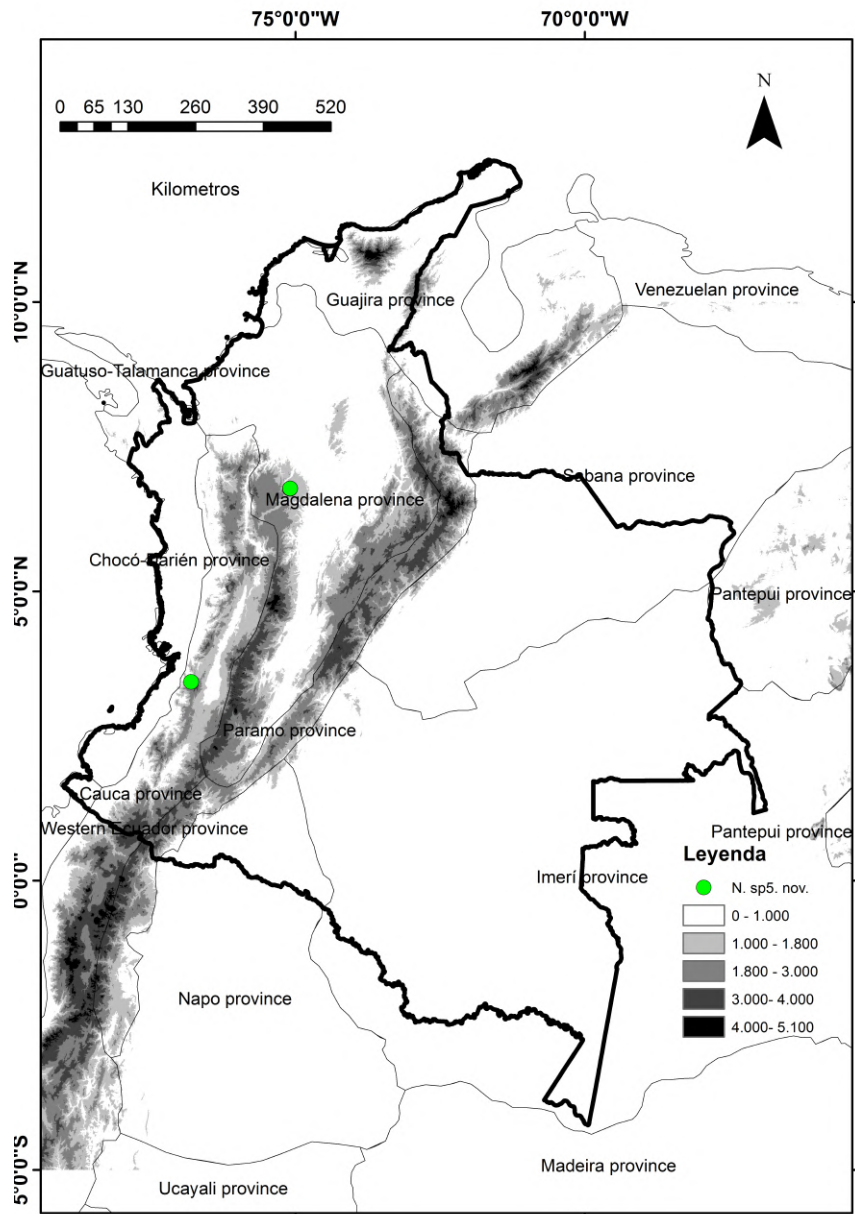 75°0'0"W 70°0'0"W
N
0 65 130 260 390 520
Kilometros
10°0'0"N
Guajira province
Venezuelan province
Guatuso-Talamanca province
Sabana province
Magdalena province
Chocó-Darién province
5°0'0"N
Pantepui province
Paramo province
Cauca province
Western Ecuador province
Pantepui province
Leyenda
0°0'0"
Imerí province
N. sp5. nov.
0 - 1.000
1.000 - 1.800
1.800 - 3.000
3.000- 4.000
4.000- 5.100
Napo province
5°0'0"S
Madeira province
Ucayali province